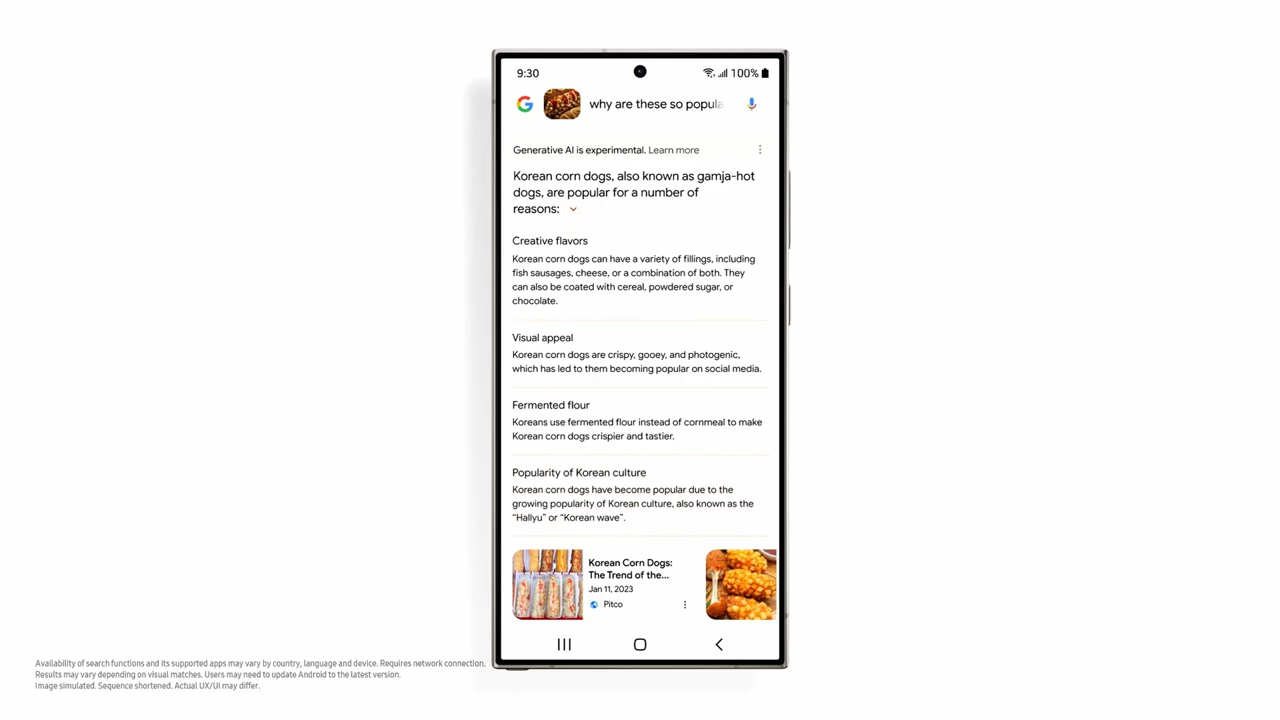 9:30
100%
why are these so popula
Generative AI is experimental. Learn more
Korean corn dogs, also known as gamja-hot
dogs, are popular for a number of
reasons:
Creative flavors
Korean corn dogs can have a variety of fillings, including
fish sausages, cheese, or a combination of both. They
can also be coated with cereal, powdered sugar, or
chocolate.
Visual appeal
Korean corn dogs are crispy, gooey, and photogenic,
which has led to them becoming popular on social media.
Fermented flour
Koreans use fermented flour instead of cornmeal to make
Korean corn dogs crispier and tastier.
Popularity of Korean culture
Korean corn dogs have become popular due to the
growing popularity of Korean culture, also known as the
“Hallyu” or “Korean wave”.
Korean Corn Dogs:
The Trend of the...
Jan 11, 2023
Pitco
Availability of search functions and its supported apps may vary by country, language and device. Requires network connection.
Results may vary depending on visual matches. Users may need to update Android to the latest version.
Image simulated. Sequence shortened. Actual UX/UI may differ.